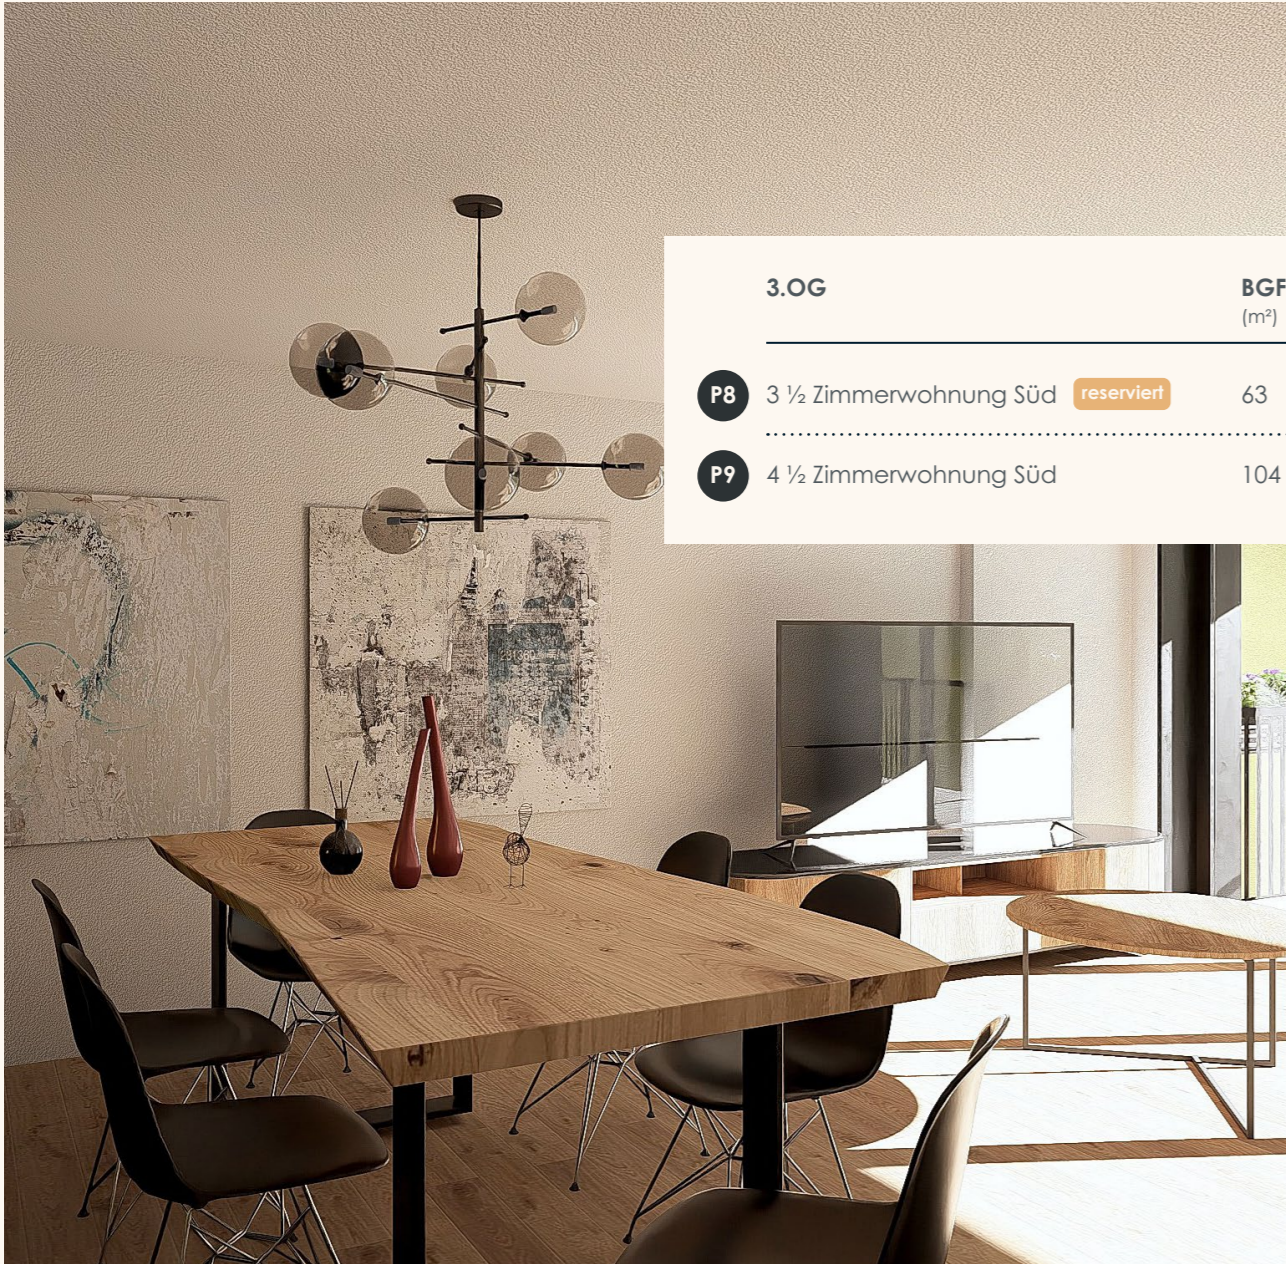 3.OG BGF
(m²)
P8 3 ½ Zimmerwohnung Süd reserviert 63
P9 4 ½ Zimmerwohnung Süd 104